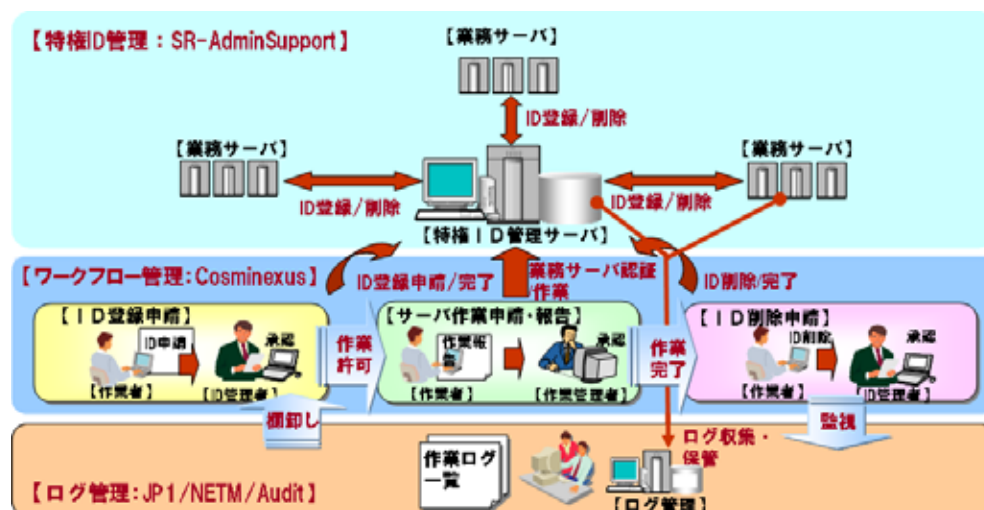 【特権ID管理：SR-AdminSupport】
【業務サーバ】
ID登録/削除
【業務サーバ】
【業務サーバ】
ID登録/削除
ID登録/削除
【特権ＩＤ管理サーバ】
【ワークフロー管理:Cosminexus】
ID登録申請/完了
業務サーバ認証
/作業
ID削除/完了
【ＩＤ登録申請】
ID申請
承認
【作業者】
【ID管理者】
作業
許可
【サーバ作業申請・報告】
作業報
告
承認
【作業者】
【作業管理者】
作業
完了
【ＩＤ削除申請】
ID削除
承認
【作業者】
【ID管理者】
棚卸し
監視
作業ログ
一覧
ログ収集・
保管
【ログ管理:JP1/NETM/Audit】
【ログ管理】